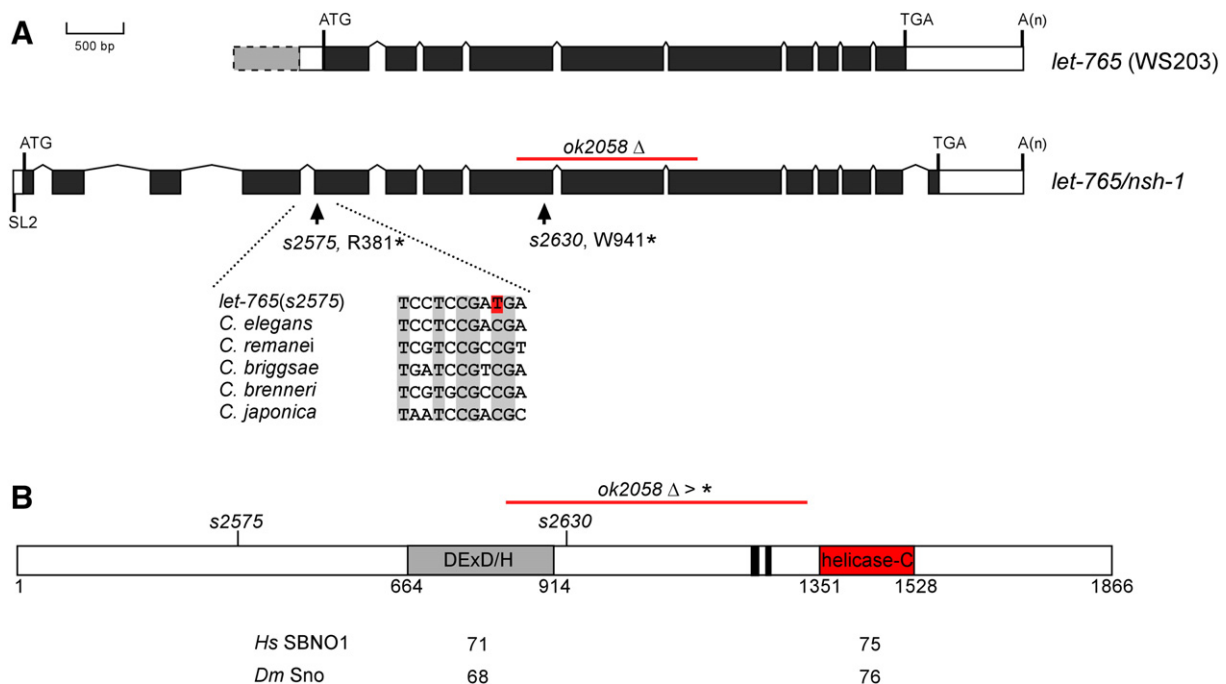 A
500 bp
ATG
TGA
A(n)
let-765 (WS203)
ATG
ok2058 Δ
TGA
A(n)
let-765/nsh-1
SL2
s2575, R381*
s2630, W941*
let-765(s2575) TCCTCCGATGA
C. elegans TCCTCCGACGA
C. remanei TCGTCCGCCGT
C. briggsae TGATCCGTCGA
C. brenneri TCGTGCGCCGA
C. japonica TAATCCGACGC
B
ok2058 Δ > *
s2575
s2630
DExD/H
helicase-C
1 664 914 1351 1528 1866
Hs SBNO1 71 75
Dm Sno 68 76